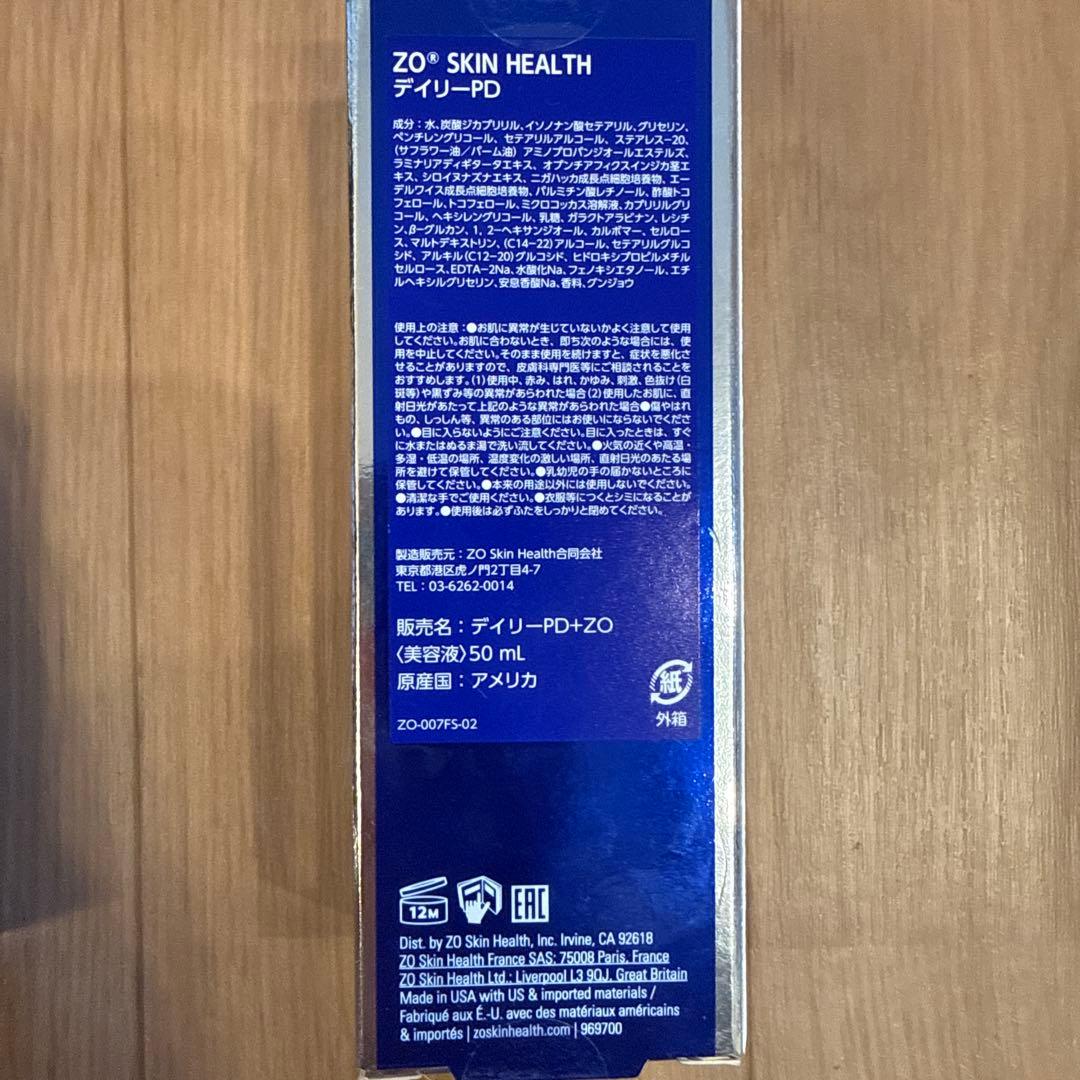 ZO® SKIN HEALTH
デイリーPD
成分：水、炭酸ジカプリリル、イソノナン酸セテアリル、グリセリン、
ペンチレングリコール、セテアリルアルコール、ステアレス-20、
(サフラワー油／パーム油) アミノプロパンジオールエステルズ、
ラミナリアディギタータエキス、オプンチアフィクスインジカ茎エ
キス、シロイヌナズナエキス、ニガハッカ成長点細胞培養物、エー
デルワイス成長点細胞培養物、パルミチン酸レチノール、酢酸トコ
フェロール、トコフェロール、ミクロコッカス溶解液、カプリリルグリ
コール、ヘキシレングリコール、乳糖、ガラクトアラビナン、レシチ
ン、β-グルカン、1，2-ヘキサンジオール、カルボマー、セルロー
ス、マルトデキストリン、(C14-22)アルコール、セテアリルグルコ
シド、アルキル(C12-20)グルコシド、ヒドロキシプロピルメチル
セルロース、EDTA-2Na、水酸化Na、フェノキシエタノール、エチ
ルヘキシルグリセリン、安息香酸Na、香料、グンジョウ
使用上の注意：●お肌に異常が生じていないかよく注意して使用
してください。お肌に合わないとき、即ち次のような場合には、使
用を中止してください。そのまま使用を続けますと、症状を悪化さ
せることがありますので、皮膚科専門医等にご相談されることを
おすすめします。(1)使用中、赤み、はれ、かゆみ、刺激、色抜け(白
斑等)や黒ずみ等の異常があらわれた場合(2)使用したお肌に、直
射日光があたって上記のような異常があらわれた場合●傷やはれ
もの、しっしん等、異常のある部位にはお使いにならないでくださ
い。●目に入らないようにご注意ください。目に入ったときは、すぐ
に水またはぬるま湯で洗い流してください。●火気の近くや高温・
多湿・低温の場所、温度変化の激しい場所、直射日光のあたる場
所を避けて保管してください。●乳幼児の手の届かないところに
保管してください。●本来の用途以外には使用しないでください。
●清潔な手でご使用ください。●衣服等につくとシミになることが
あります。●使用後は必ずふたをしっかりと閉めてください。
製造販売元：ZO Skin Health合同会社
東京都港区虎ノ門2丁目4-7
TEL：03-6262-0014
販売名：デイリーPD+ZO
〈美容液〉50 mL
原産国：アメリカ
紙
外箱
ZO-007FS-02
12M
EAC
Dist. by ZO Skin Health, Inc. Irvine, CA 92618
ZO Skin Health France SAS: 75008 Paris, France
ZO Skin Health Ltd.: Liverpool L3 9QJ, Great Britain
Made in USA with US & imported materials /
Fabriqué aux É.-U. avec des matériaux américains
& importés | zoskinhealth.com | 969700